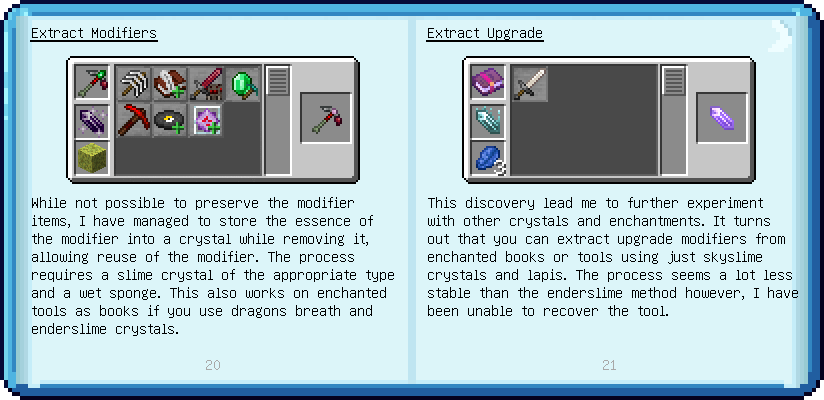 Extract Modifiers
While not possible to preserve the modifier
items, I have managed to store the essence of
the modifier into a crystal while removing it,
allowing reuse of the modifier. The process
requires a slime crystal of the appropriate type
and a wet sponge. This also works on enchanted
tools as books if you use dragons breath and
enderslime crystals.
20
Extract Upgrade
3
This discovery lead me to further experiment
with other crystals and enchantments. It turns
out that you can extract upgrade modifiers from
enchanted books or tools using just skyslime
crystals and lapis. The process seems a lot less
stable than the enderslime method however, I have
been unable to recover the tool.
21